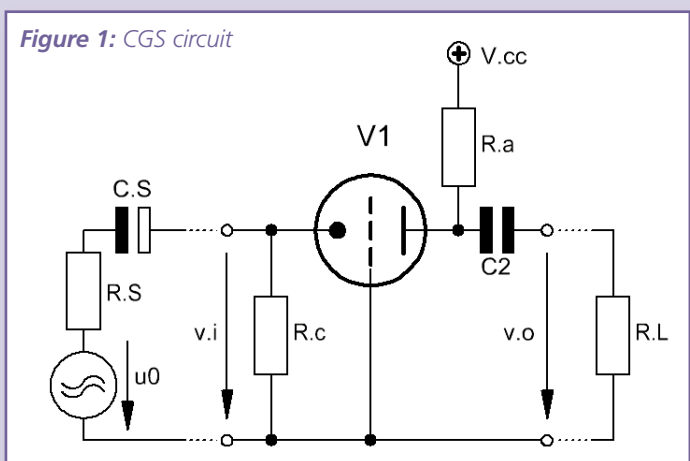 Figure 1: CGS circuit
V.cc
V1
R.a
C.S
C2
R.S
v.i
R.c
v.o
R.L
u0